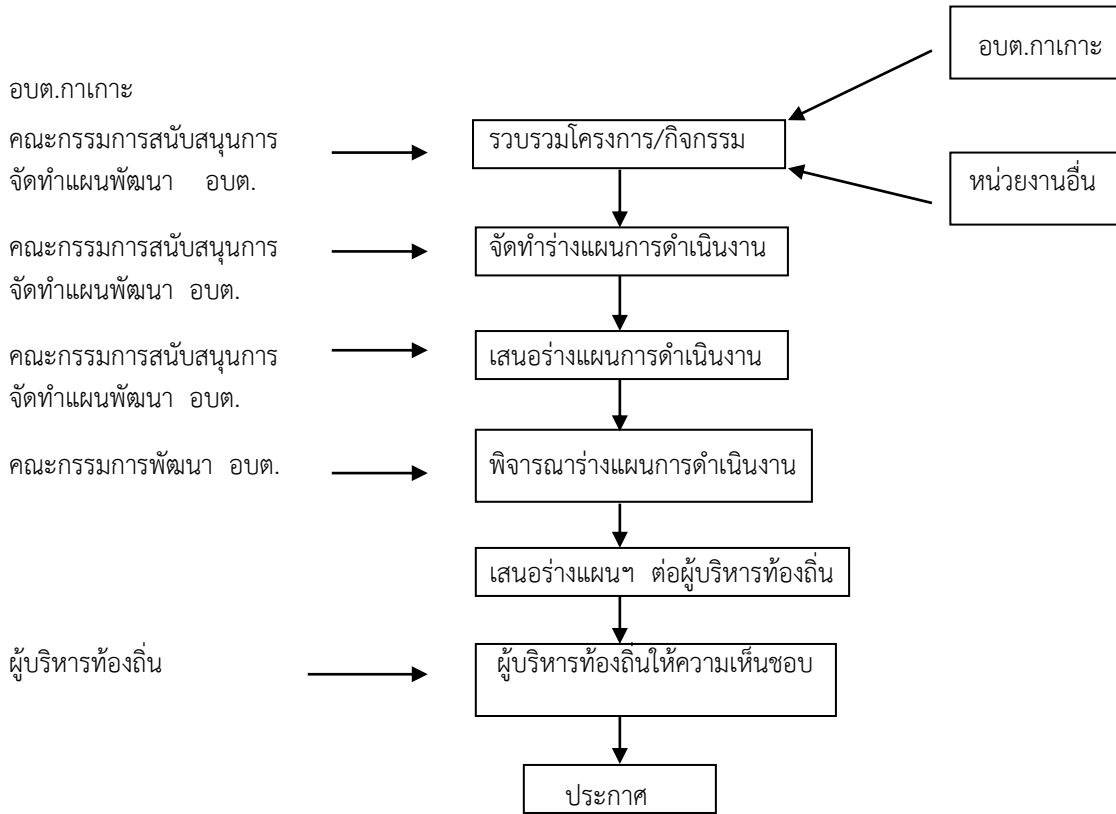 อบต.กาเกาะ
อบต.กาเกาะ
คณะกรรมการสนับสนุนการ
จัดทำแผนพัฒนา อบต.
รวบรวมโครงการ/กิจกรรม
หน่วยงานอื่น
คณะกรรมการสนับสนุนการ
จัดทำแผนพัฒนา อบต.
จัดทำร่างแผนการดำเนินงาน
คณะกรรมการสนับสนุนการ
จัดทำแผนพัฒนา อบต.
เสนอร่างแผนการดำเนินงาน
คณะกรรมการพัฒนา อบต.
พิจารณาร่างแผนการดำเนินงาน
เสนอร่างแผนฯ ต่อผู้บริหารท้องถิ่น
ผู้บริหารท้องถิ่น
ผู้บริหารท้องถิ่นให้ความเห็นชอบ
ประกาศ